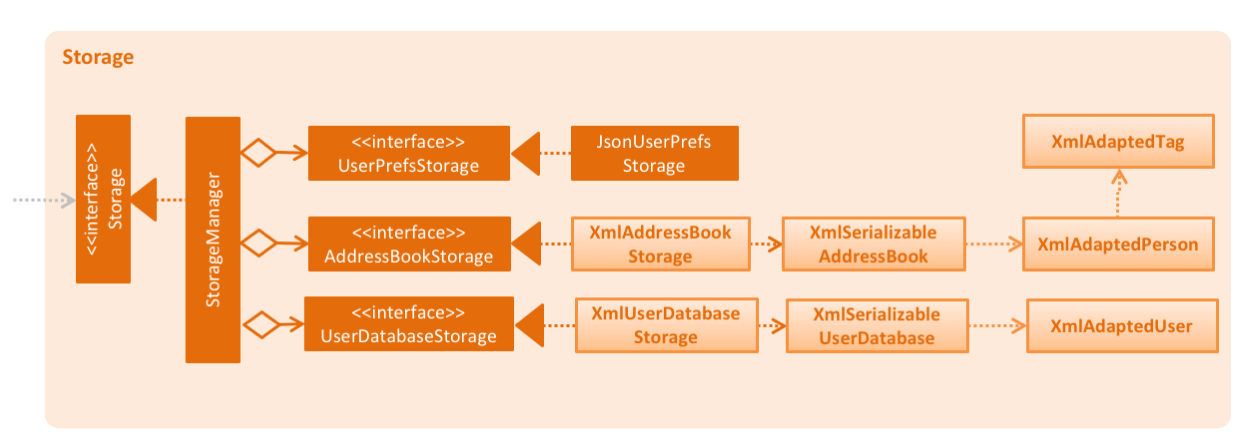 Storage
<<interface>>
Storage
StorageManager
<<interface>>
UserPrefsStorage
JsonUserPrefs
Storage
XmlAdaptedTag
<<interface>>
AddressBookStorage
XmlAddressBook
Storage
XmlSerializable
AddressBook
XmlAdaptedPerson
<<interface>>
UserDatabaseStorage
XmlUserDatabase
Storage
XmlSerializable
UserDatabase
XmlAdaptedUser